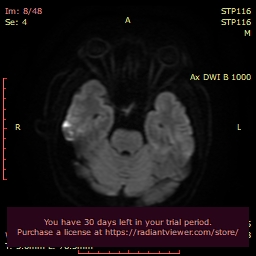 Im: 8/48
Se: 4
A
STP116
STP116
M
Ax DWI B 1000
R
L
You have 30 days left in your trial period.
Purchase a license at https://radiantviewer.com/store/